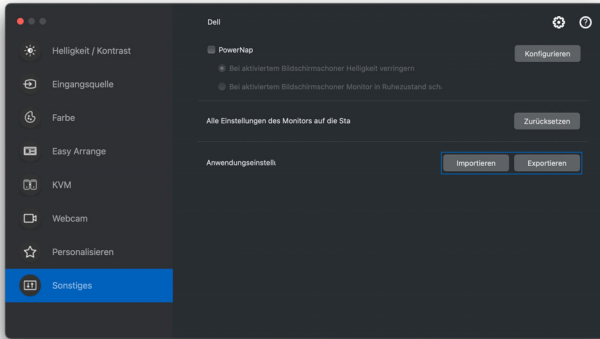 Dell
Helligkeit / Kontrast
Eingangsquelle
Farbe
Easy Arrange
KVM
Webcam
Personalisieren
Sonstiges
PowerNap
Konfigurieren
Bei aktiviertem Bildschirmschoner Helligkeit verringern
Bei aktiviertem Bildschirmschoner Monitor in Ruhezustand sch
Alle Einstellungen des Monitors auf die Sta
Zurücksetzen
Anwendungseinstell
Importieren
Exportieren